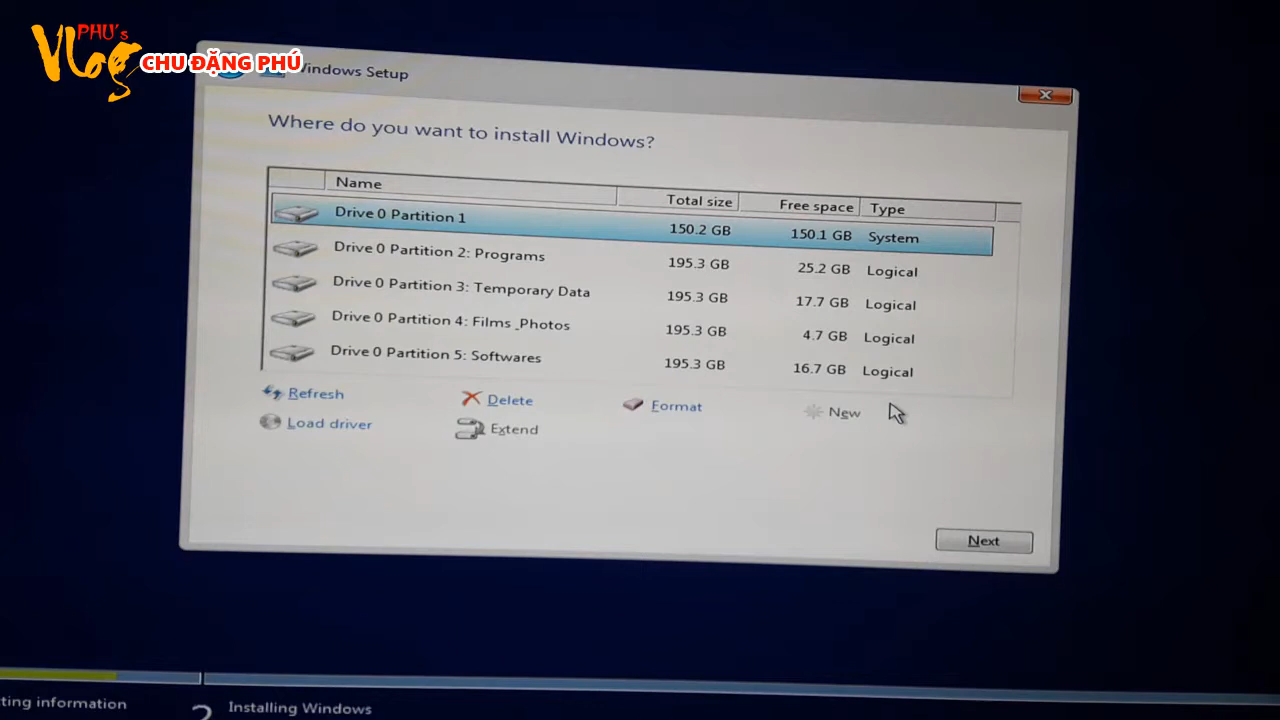 PHU's
Vlog
CHU ĐẶNG PHÚ
Windows Setup
Where do you want to install Windows?
Name Total size Free space Type
Drive 0 Partition 1 150.2 GB 150.1 GB System
Drive 0 Partition 2: Programs 195.3 GB 25.2 GB Logical
Drive 0 Partition 3: Temporary Data 195.3 GB 17.7 GB Logical
Drive 0 Partition 4: Films _Photos 195.3 GB 4.7 GB Logical
Drive 0 Partition 5: Softwares 195.3 GB 16.7 GB Logical
Refresh Delete Format New
Load driver Extend
Next
ting information 2 Installing Windows